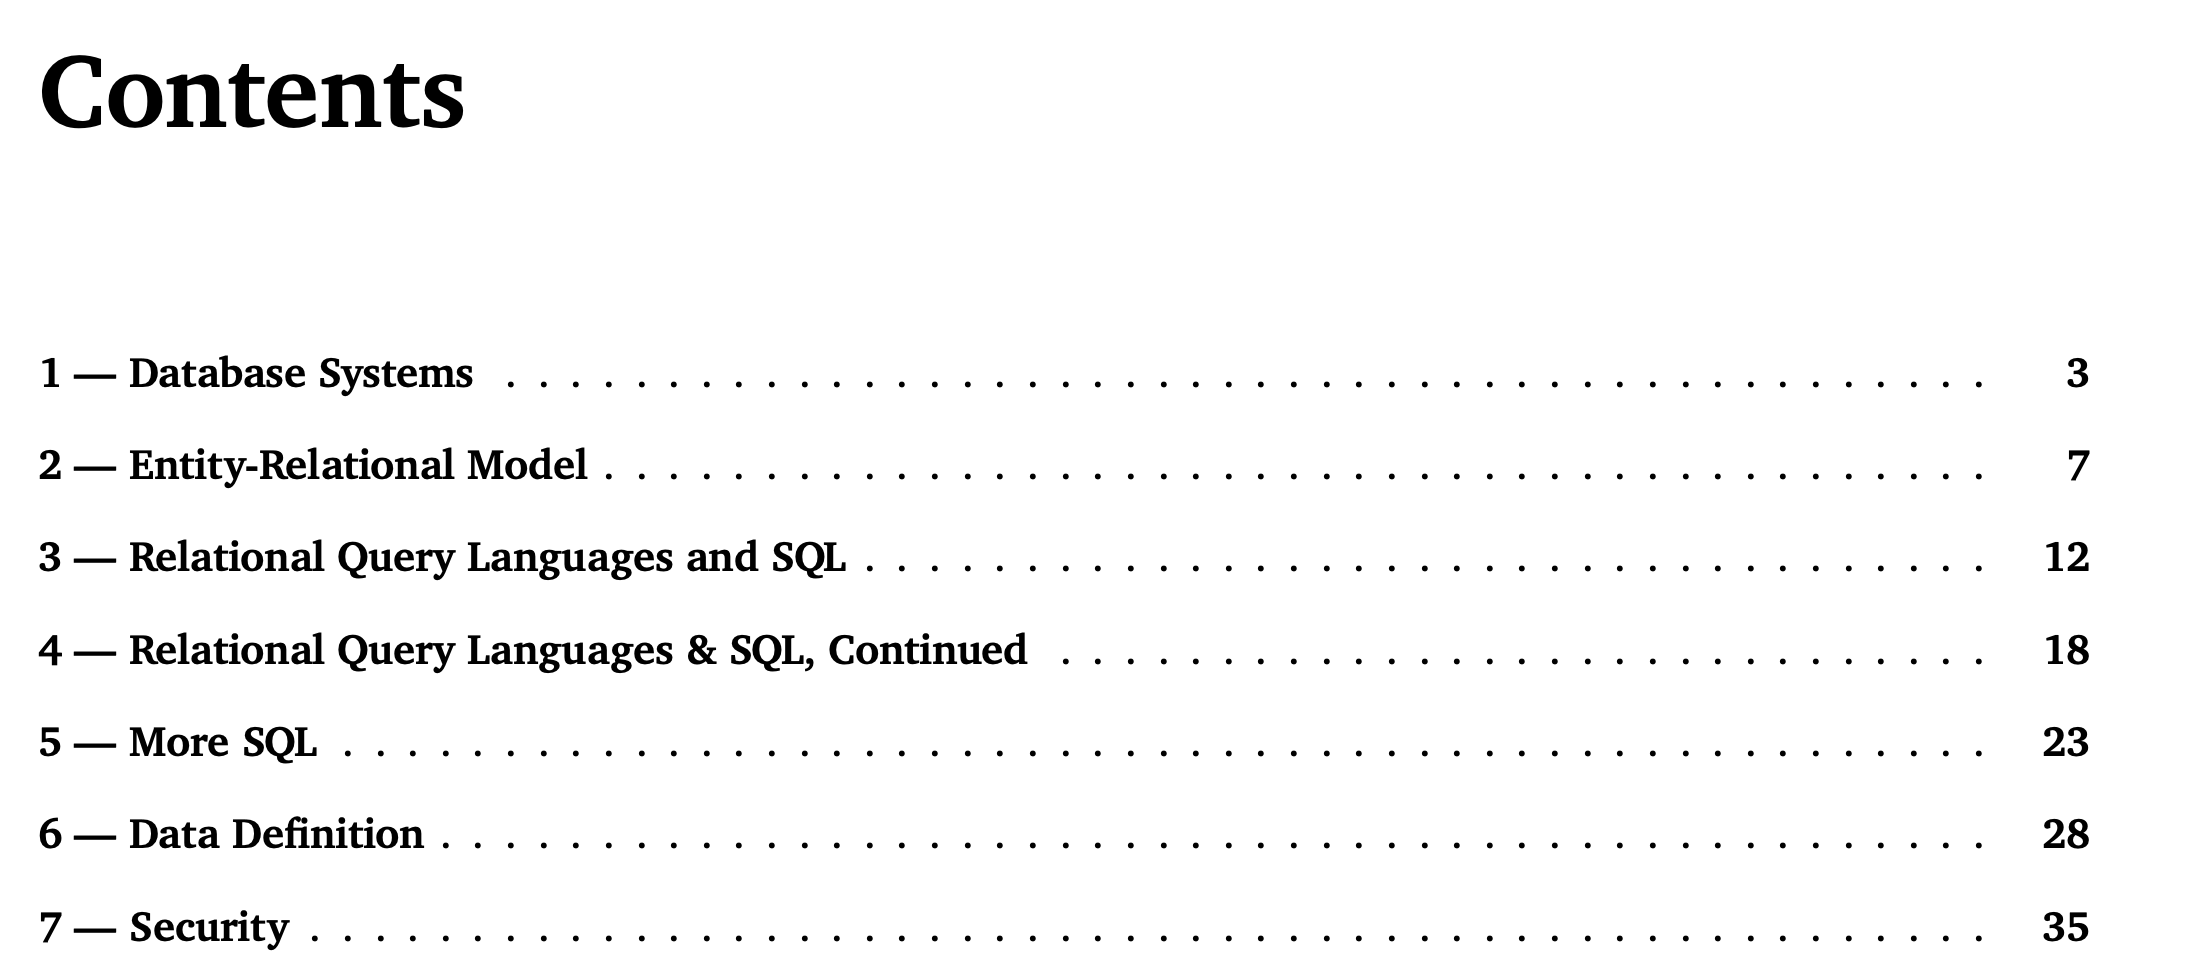 Contents
1 — Database Systems . . . . . . . . . . . . . . . . . . . . . . . . . . . . . . . . . . . . . . . . . . . . . . 3
2 — Entity-Relational Model . . . . . . . . . . . . . . . . . . . . . . . . . . . . . . . . . . . . . . . . . . . 7
3 — Relational Query Languages and SQL . . . . . . . . . . . . . . . . . . . . . . . . . . . . . . . . . . . 12
4 — Relational Query Languages & SQL, Continued . . . . . . . . . . . . . . . . . . . . . . . . . . . . . 18
5 — More SQL . . . . . . . . . . . . . . . . . . . . . . . . . . . . . . . . . . . . . . . . . . . . . . . . . . . 23
6 — Data Definition . . . . . . . . . . . . . . . . . . . . . . . . . . . . . . . . . . . . . . . . . . . . . . . . 28
7 — Security . . . . . . . . . . . . . . . . . . . . . . . . . . . . . . . . . . . . . . . . . . . . . . . . . . . . 35